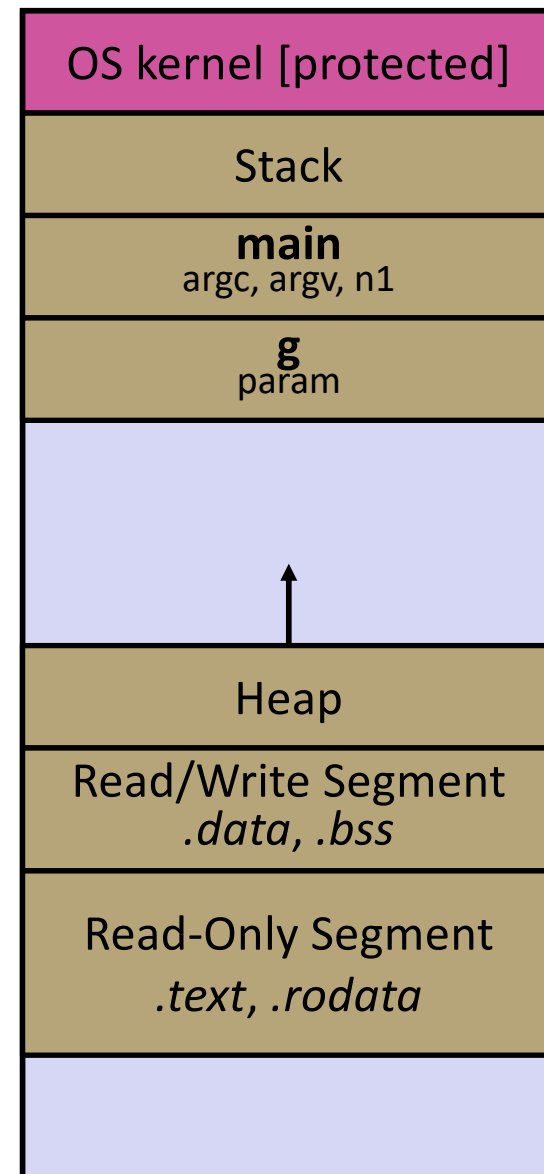 OS kernel [protected]
Stack
main
argc, argv, n1
g
param
Heap
Read/Write Segment
.data, .bss
Read-Only Segment
.text, .rodata